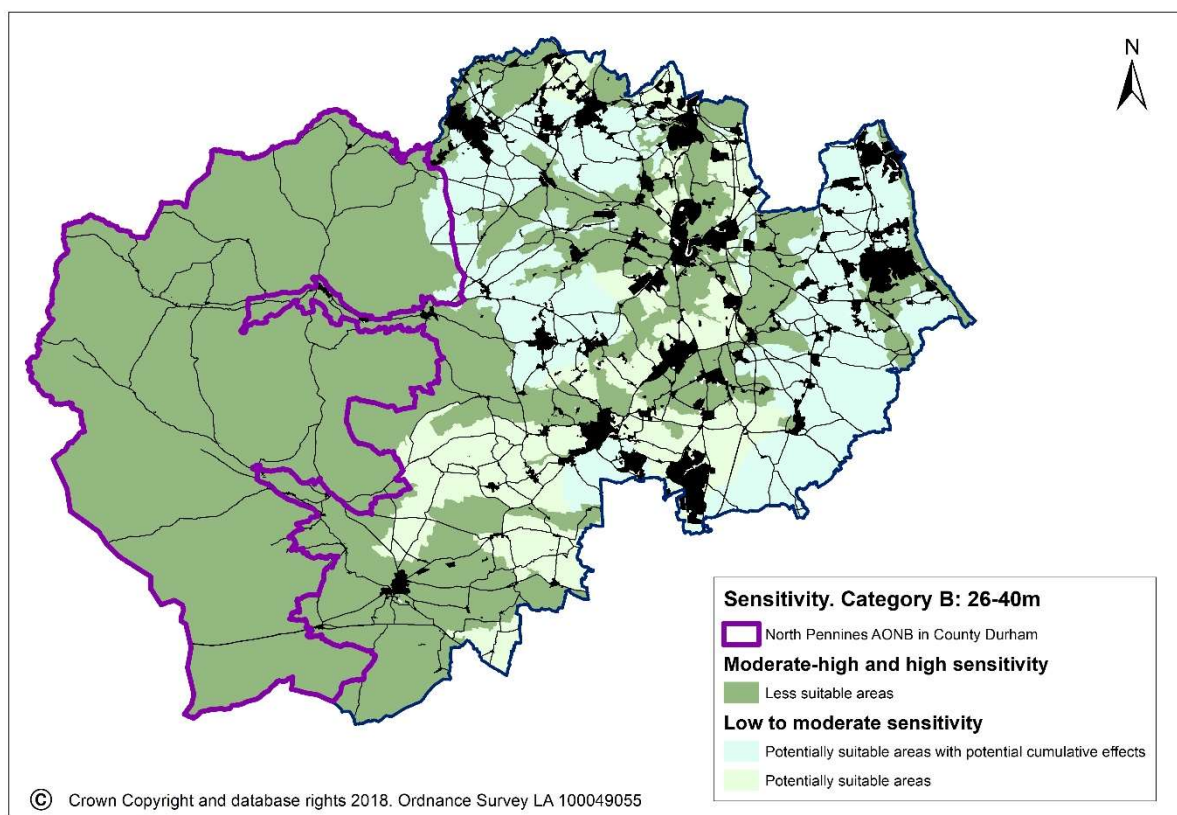 N
Sensitivity. Category B: 26-40m
North Pennines AONB in County Durham
Moderate-high and high sensitivity
Less suitable areas
Low to moderate sensitivity
Potentially suitable areas with potential cumulative effects
Potentially suitable areas
© Crown Copyright and database rights 2018. Ordnance Survey LA 100049055